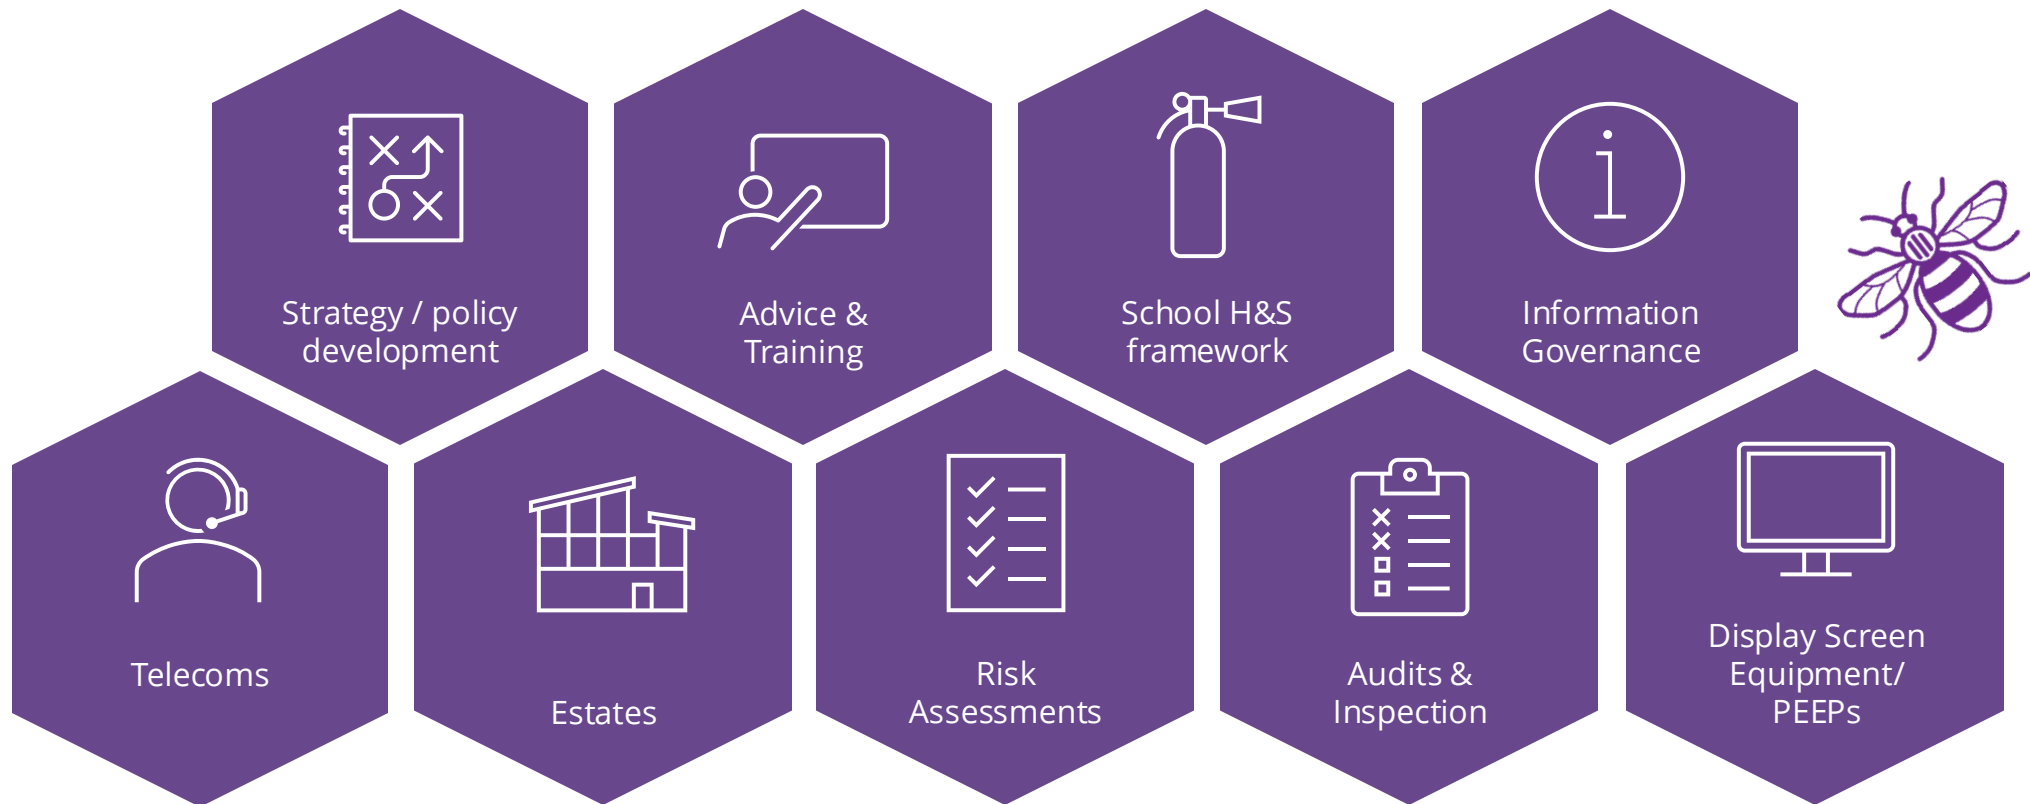 Strategy / policy
development
Advice &
Training
School H&S
framework
Information
Governance
Telecoms
Estates
Risk
Assessments
Audits &
Inspection
Display Screen
Equipment/
PEEPs